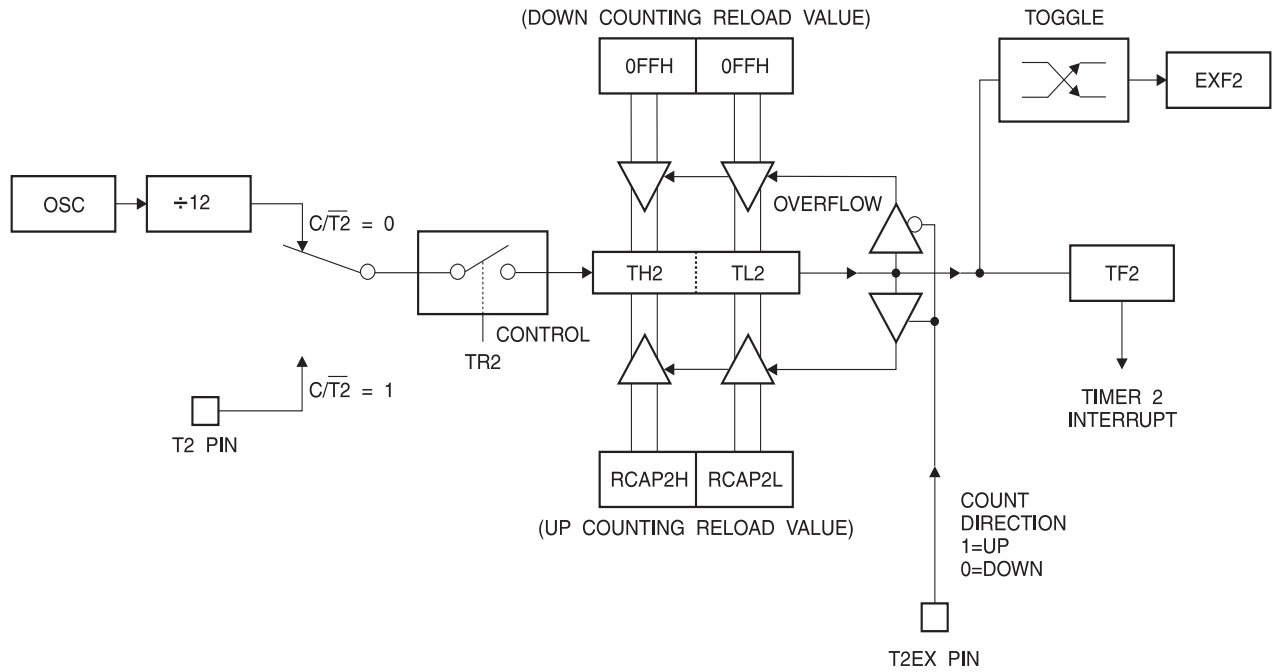 (DOWN COUNTING RELOAD VALUE)
TOGGLE
0FFH
0FFH
EXF2
OSC
÷12
C/T2̅ = 0
OVERFLOW
TH2
TL2
TF2
CONTROL
TR2
C/T2̅ = 1
T2 PIN
TIMER 2
INTERRUPT
RCAP2H
RCAP2L
(UP COUNTING RELOAD VALUE)
COUNT
DIRECTION
1=UP
0=DOWN
T2EX PIN